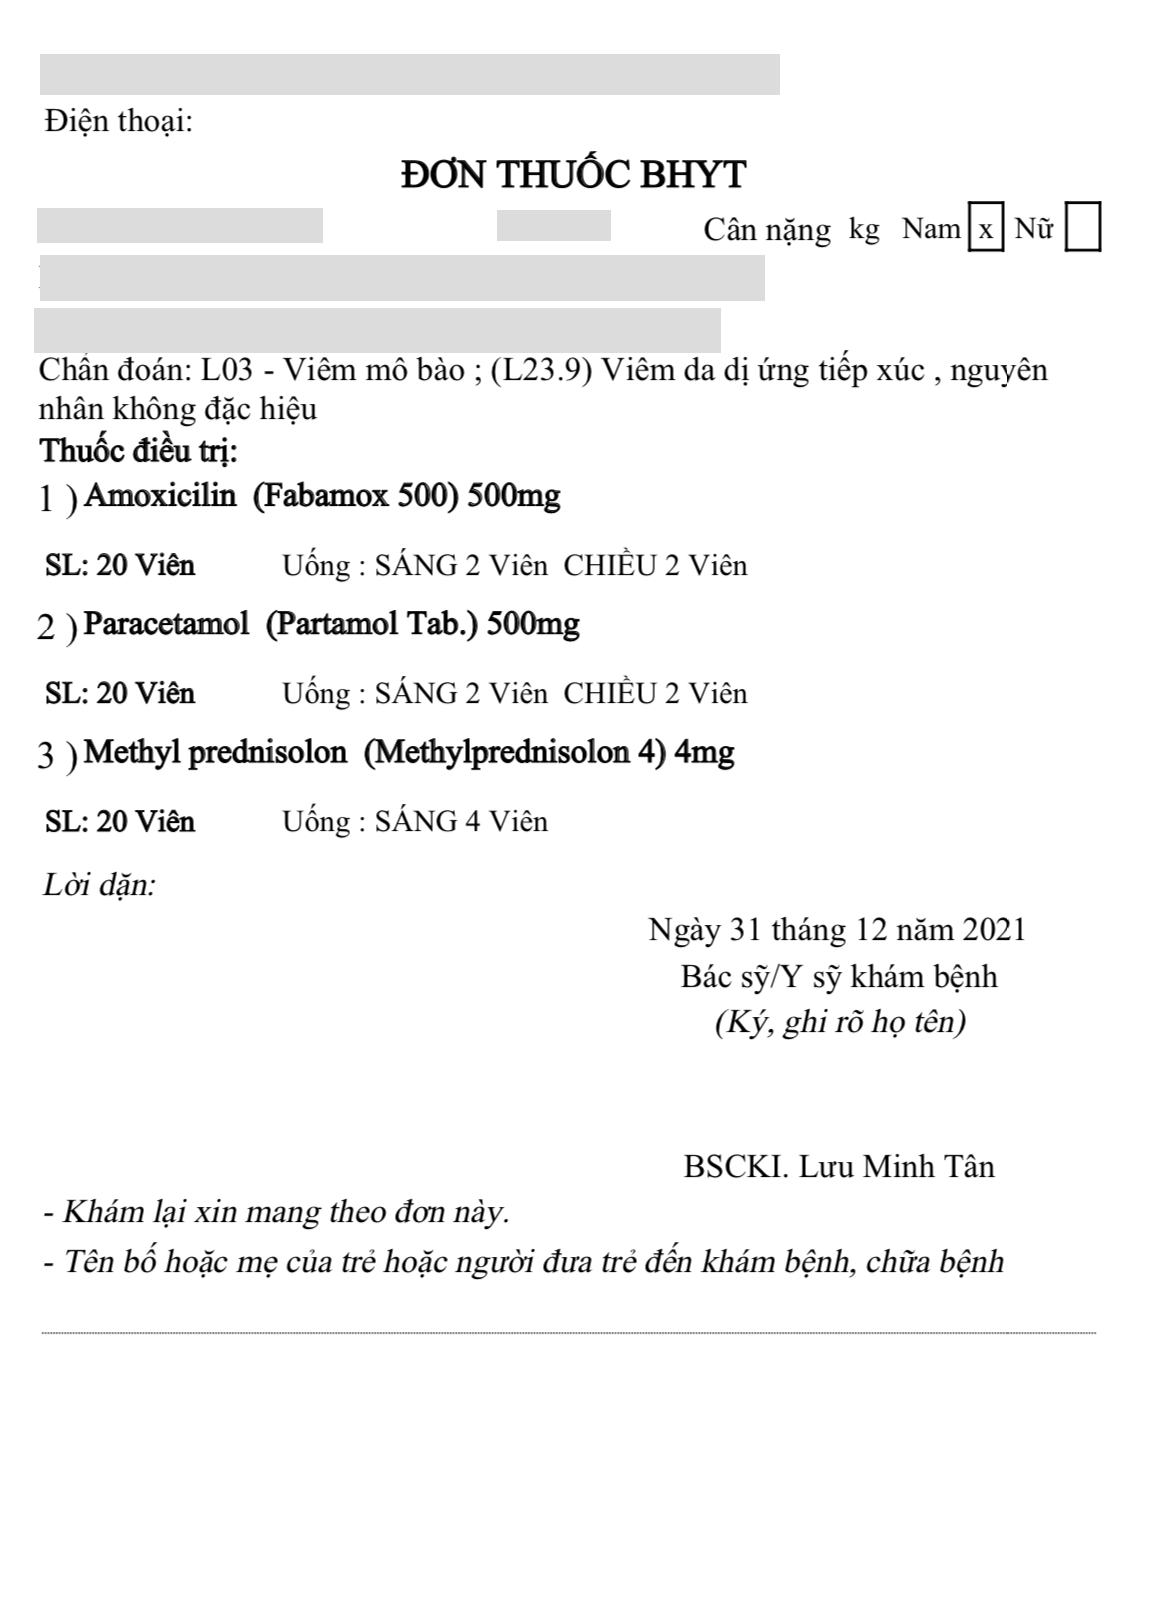 Điện thoại:
ĐƠN THUỐC BHYT
Cân nặng kg Nam x Nữ
Chẩn đoán: L03 - Viêm mô bào ; (L23.9) Viêm da dị ứng tiếp xúc , nguyên
nhân không đặc hiệu
Thuốc điều trị:
1 ) Amoxicilin (Fabamox 500) 500mg
SL: 20 Viên Uống : SÁNG 2 Viên CHIỀU 2 Viên
2 ) Paracetamol (Partamol Tab.) 500mg
SL: 20 Viên Uống : SÁNG 2 Viên CHIỀU 2 Viên
3 ) Methyl prednisolon (Methylprednisolon 4) 4mg
SL: 20 Viên Uống : SÁNG 4 Viên
Lời dặn:
Ngày 31 tháng 12 năm 2021
Bác sỹ/Y sỹ khám bệnh
(Ký, ghi rõ họ tên)
BSCKI. Lưu Minh Tân
- Khám lại xin mang theo đơn này.
- Tên bố hoặc mẹ của trẻ hoặc người đưa trẻ đến khám bệnh, chữa bệnh